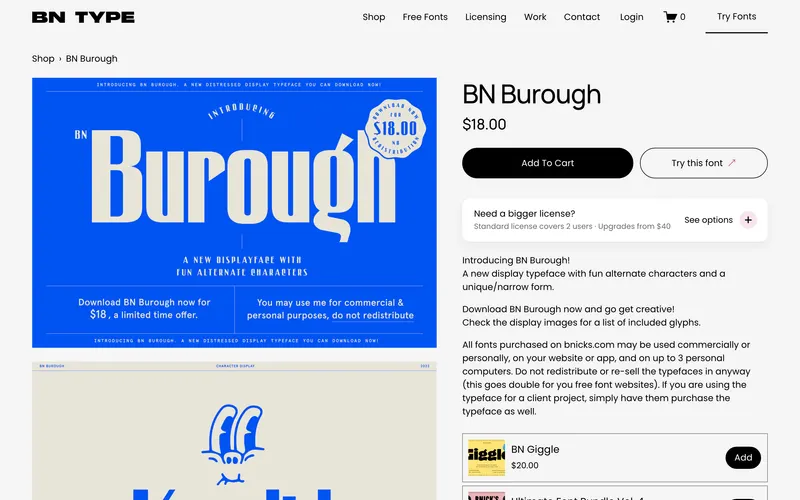 BN TYPE
Shop Free Fonts Licensing Work Contact Login 0 Try Fonts
Shop › BN Burough
INTRODUCING BN BUROUGH. A NEW DISTRESSED DISPLAY TYPEFACE YOU CAN DOWNLOAD NOW!
INTRODUCING
DOWNLOAD NOW
FOR
$18.00
NO
REDISTRIBUTION
BN
Burough
A NEW DISPLAYFACE WITH
FUN ALTERNATE CHARACTERS
Download BN Burough now for
$18 , a limited time offer.
You may use me for commercial &
personal purposes, do not redistribute
INTRODUCING BN BUROUGH. A NEW DISTRESSED DISPLAY TYPEFACE YOU CAN DOWNLOAD NOW!
BN BUROUGH CHARACTER DISPLAY 2022
BN Burough
$18.00
Add To Cart
Try this font ↗
Need a bigger license?
Standard license covers 2 users · Upgrades from $40
See options +
Introducing BN Burough!
A new display typeface with fun alternate characters and a
unique/narrow form.
Download BN Burough now and go get creative!
Check the display images for a list of included glyphs.
All fonts purchased on bnicks.com may be used commercially or
personally, on your website or app, and on up to 3 personal
computers. Do not redistribute or re-sell the typefaces in anyway
(this goes double for you free font websites). If you are using the
typeface for a client project, simply have them purchase the
typeface as well.
Giggle
BN Giggle
$20.00
Add
Ultimate Font Bundle Vol. 4